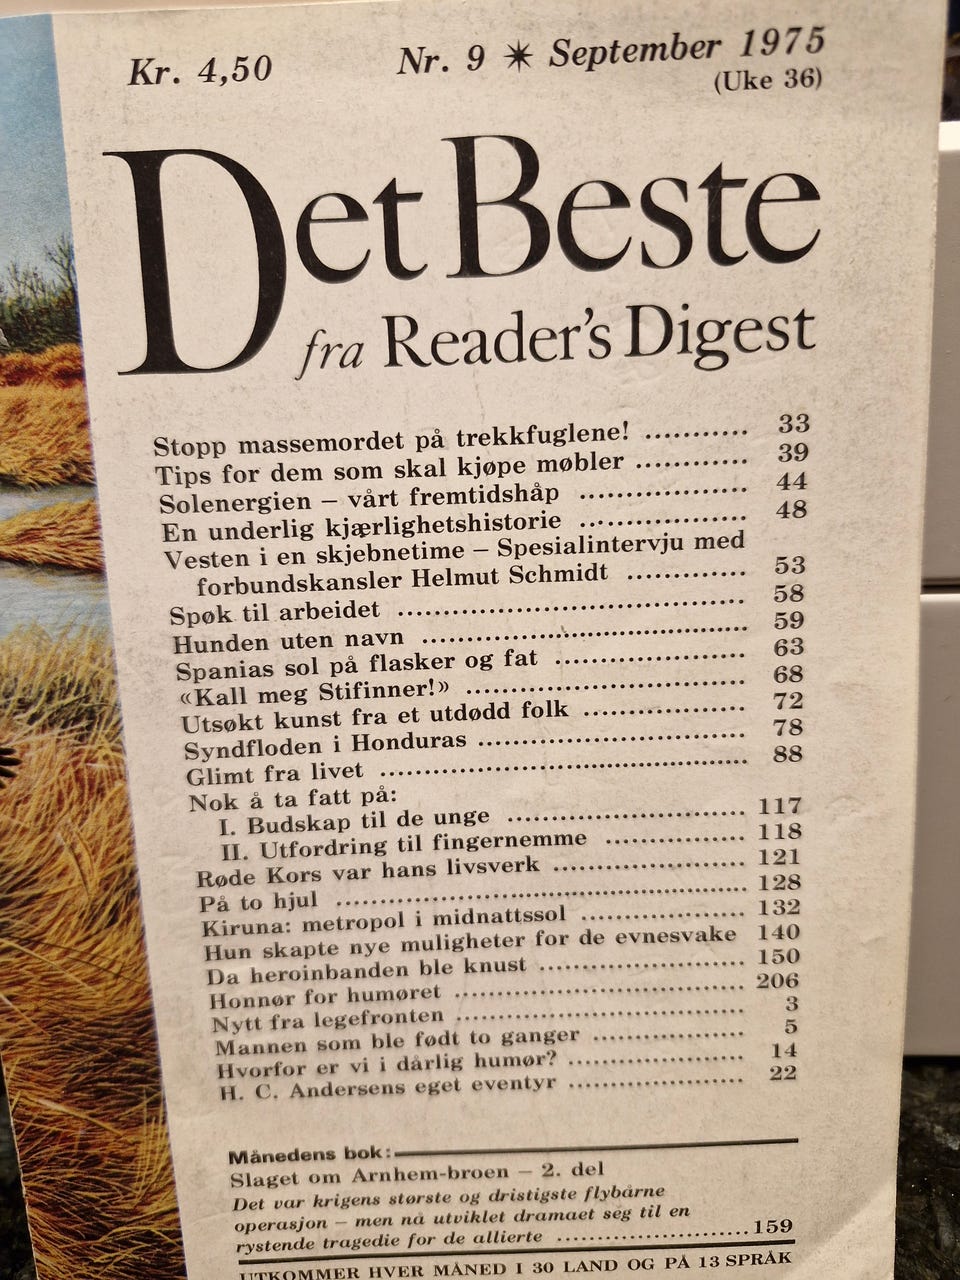 Kr. 4,50 Nr. 9 ✶ September 1975
(Uke 36)
Det Beste
fra Reader's Digest
Stopp massemordet på trekkfuglene! ........... 33
Tips for dem som skal kjøpe møbler ........... 39
Solenergien – vårt fremtidshåp ................ 44
En underlig kjærlighetshistorie ................ 48
Vesten i en skjebnetime – Spesialintervju med
forbundskansler Helmut Schmidt ............ 53
Spøk til arbeidet .................................. 58
Hunden uten navn ................................ 59
Spanias sol på flasker og fat ................... 63
«Kall meg Stifinner!» ............................ 68
Utsøkt kunst fra et utdødd folk ................ 72
Syndfloden i Honduras ........................... 78
Glimt fra livet ..................................... 88
Nok å ta fatt på:
I. Budskap til de unge ........................ 117
II. Utfordring til fingernemme .............. 118
Røde Kors var hans livsverk .................... 121
På to hjul .......................................... 128
Kiruna: metropol i midnattssol ................. 132
Hun skapte nye muligheter for de evnesvake 140
Da heroinbanden ble knust ...................... 150
Honnør for humøret .............................. 206
Nytt fra legefronten .............................. 3
Mannen som ble født to ganger ................ 5
Hvorfor er vi i dårlig humør? .................. 14
H. C. Andersens eget eventyr ................... 22
Månedens bok:
Slaget om Arnhem-broen – 2. del
Det var krigens største og dristigste flybårne
operasjon – men nå utviklet dramaet seg til en
rystende tragedie for de allierte ....................... 159
UTKOMMER HVER MÅNED I 30 LAND OG PÅ 13 SPRÅK